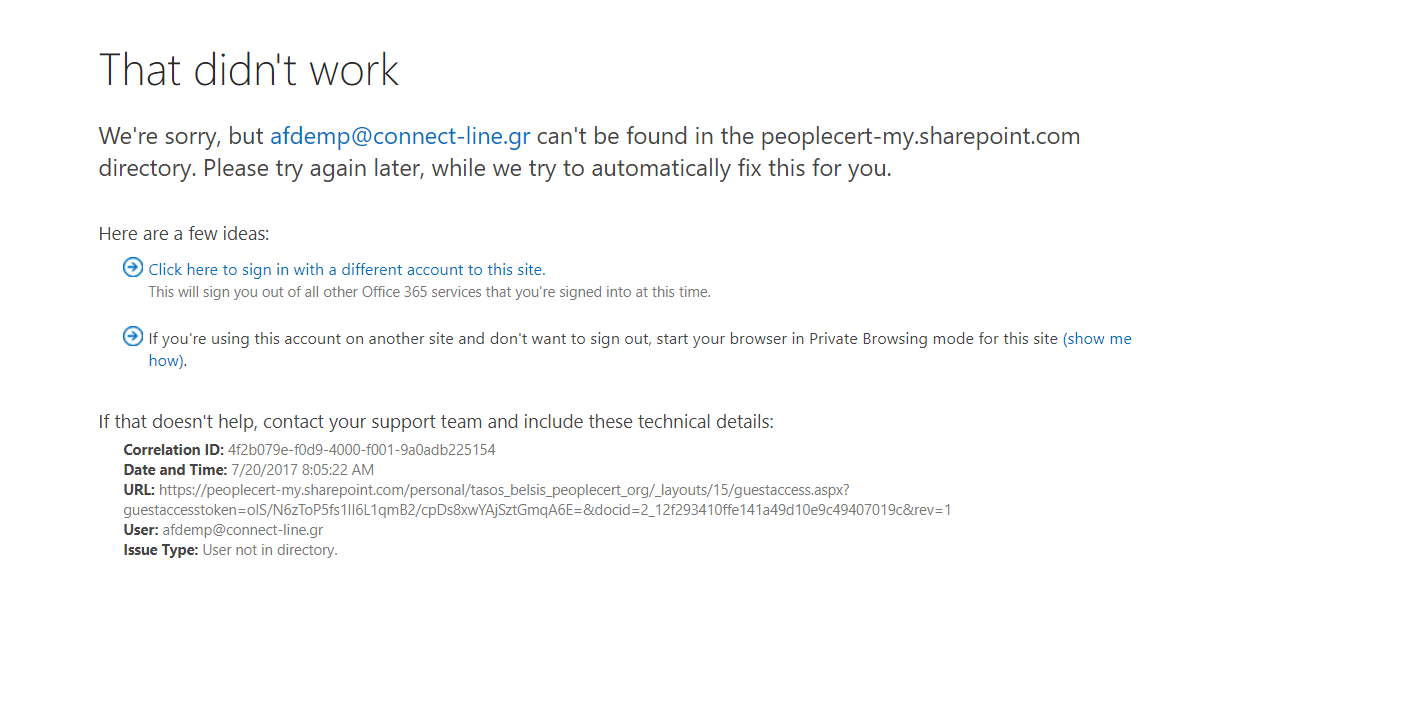 That didn't work
We're sorry, but afdemp@connect-line.gr can't be found in the peoplecert-my.sharepoint.com
directory. Please try again later, while we try to automatically fix this for you.
Here are a few ideas:
Click here to sign in with a different account to this site.
This will sign you out of all other Office 365 services that you're signed into at this time.
If you're using this account on another site and don't want to sign out, start your browser in Private Browsing mode for this site (show me
how).
If that doesn't help, contact your support team and include these technical details:
Correlation ID: 4f2b079e-f0d9-4000-f001-9a0adb225154
Date and Time: 7/20/2017 8:05:22 AM
URL: https://peoplecert-my.sharepoint.com/personal/tasos_belsis_peoplecert_org/_layouts/15/guestaccess.aspx?
guestaccesstoken=oIS/N6zToP5fs1II6L1qmB2/cpDs8xwYAjSztGmqA6E=&docid=2_12f293410ffe141a49d10e9c49407019c&rev=1
User: afdemp@connect-line.gr
Issue Type: User not in directory.